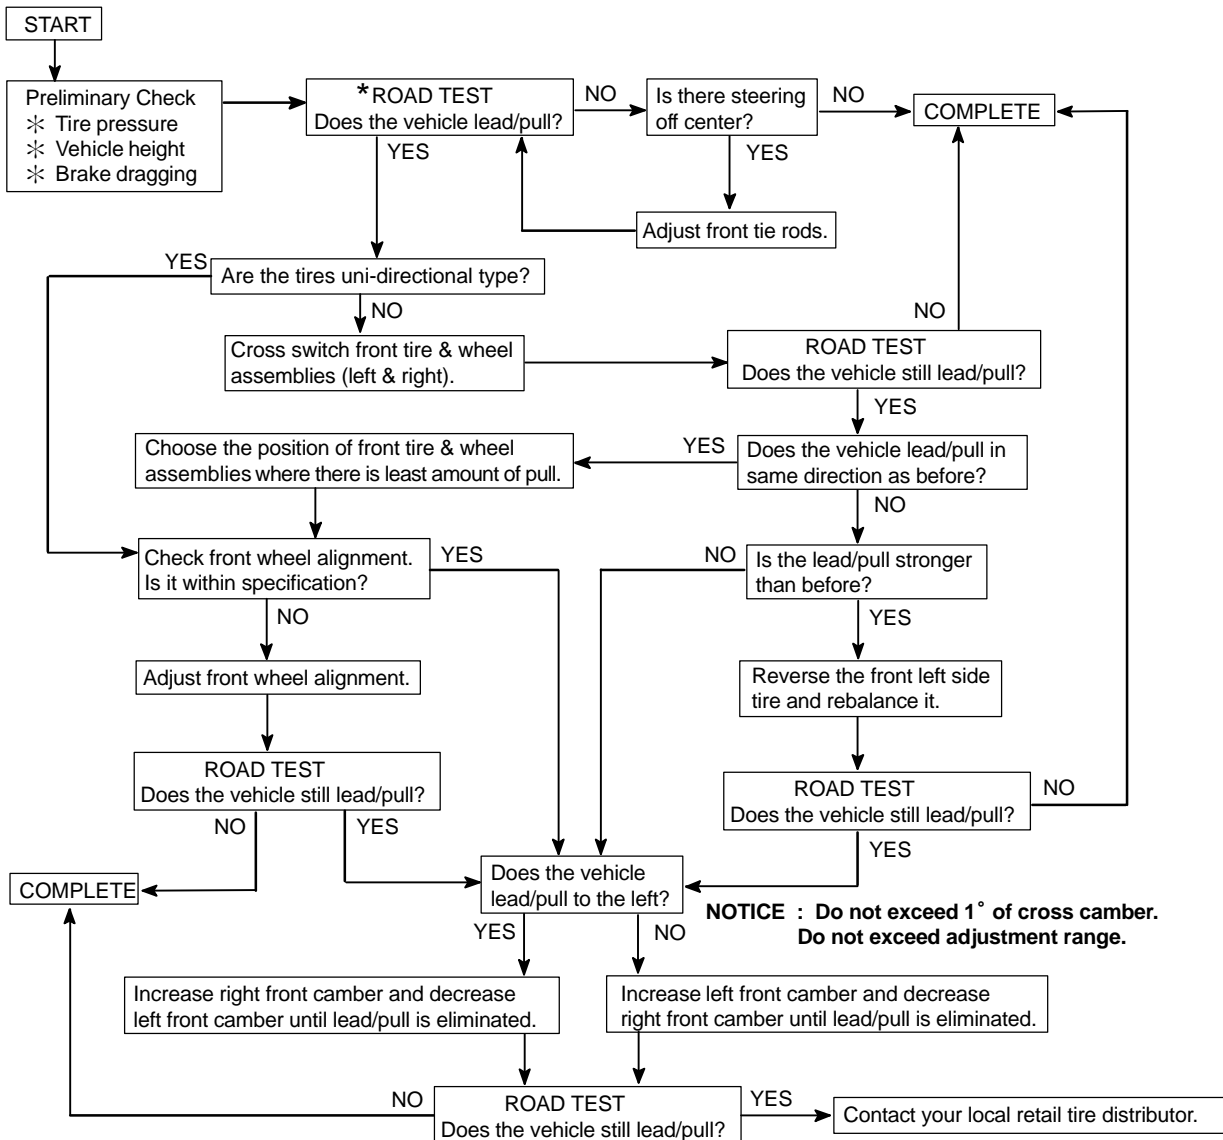 START
Preliminary Check
✳ Tire pressure
✳ Vehicle height
✳ Brake dragging
*ROAD TEST
Does the vehicle lead/pull?
NO
Is there steering
off center?
NO
COMPLETE
YES
YES
Adjust front tie rods.
YES
Are the tires uni-directional type?
NO
Cross switch front tire & wheel
assemblies (left & right).
NO
ROAD TEST
Does the vehicle still lead/pull?
YES
Choose the position of front tire & wheel
assemblies where there is least amount of pull.
YES
Does the vehicle lead/pull in
same direction as before?
NO
Check front wheel alignment.
Is it within specification?
YES
NO
Is the lead/pull stronger
than before?
NO
YES
Adjust front wheel alignment.
Reverse the front left side
tire and rebalance it.
ROAD TEST
Does the vehicle still lead/pull?
ROAD TEST
Does the vehicle still lead/pull?
NO
NO
YES
YES
COMPLETE
Does the vehicle
lead/pull to the left?
NOTICE : Do not exceed 1° of cross camber.
Do not exceed adjustment range.
YES
NO
Increase right front camber and decrease
left front camber until lead/pull is eliminated.
Increase left front camber and decrease
right front camber until lead/pull is eliminated.
NO
ROAD TEST
Does the vehicle still lead/pull?
YES
Contact your local retail tire distributor.